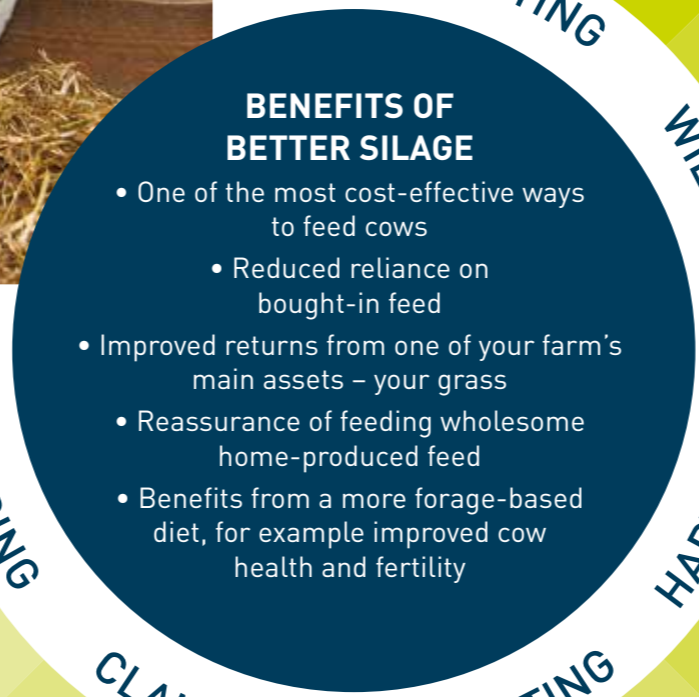 BENEFITS OF
BETTER SILAGE
• One of the most cost-effective ways
to feed cows
• Reduced reliance on
bought-in feed
• Improved returns from one of your farm’s
main assets – your grass
• Reassurance of feeding wholesome
home-produced feed
• Benefits from a more forage-based
diet, for example improved cow
health and fertility